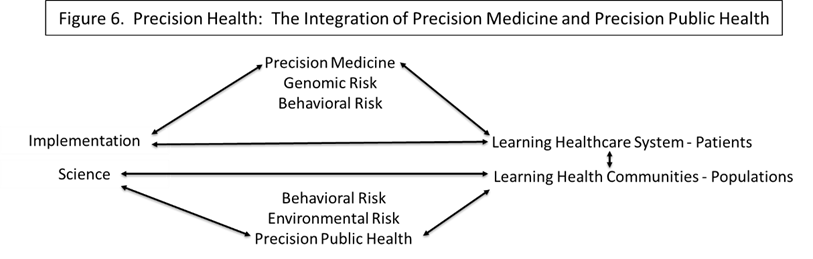 Figure 6.  Precision Health:  The Integration of Precision Medicine and Precision Public Health
Precision Medicine
Genomic Risk
Behavioral Risk
Implementation
Learning Healthcare System - Patients
Science
Learning Health Communities - Populations
Behavioral Risk
Environmental Risk
Precision Public Health